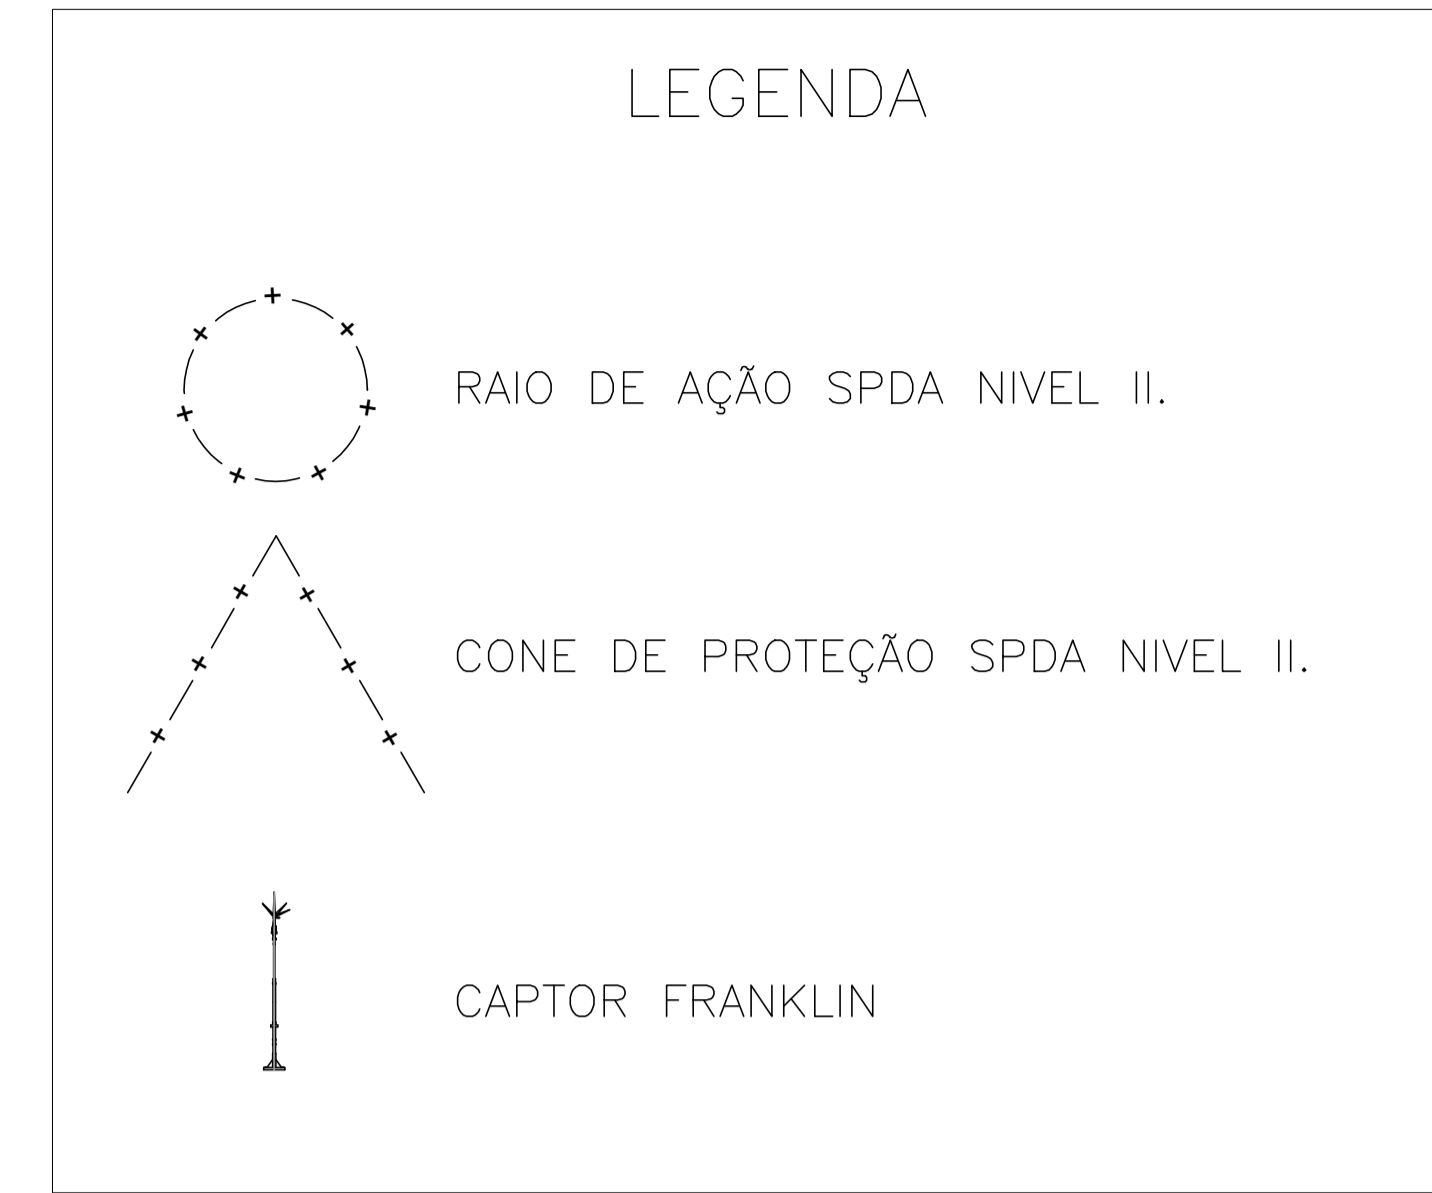 LEGENDA
RAIO DE AÇÃO SPDA NIVEL II.
CONE DE PROTEÇÃO SPDA NIVEL II.
CAPTOR FRANKLIN